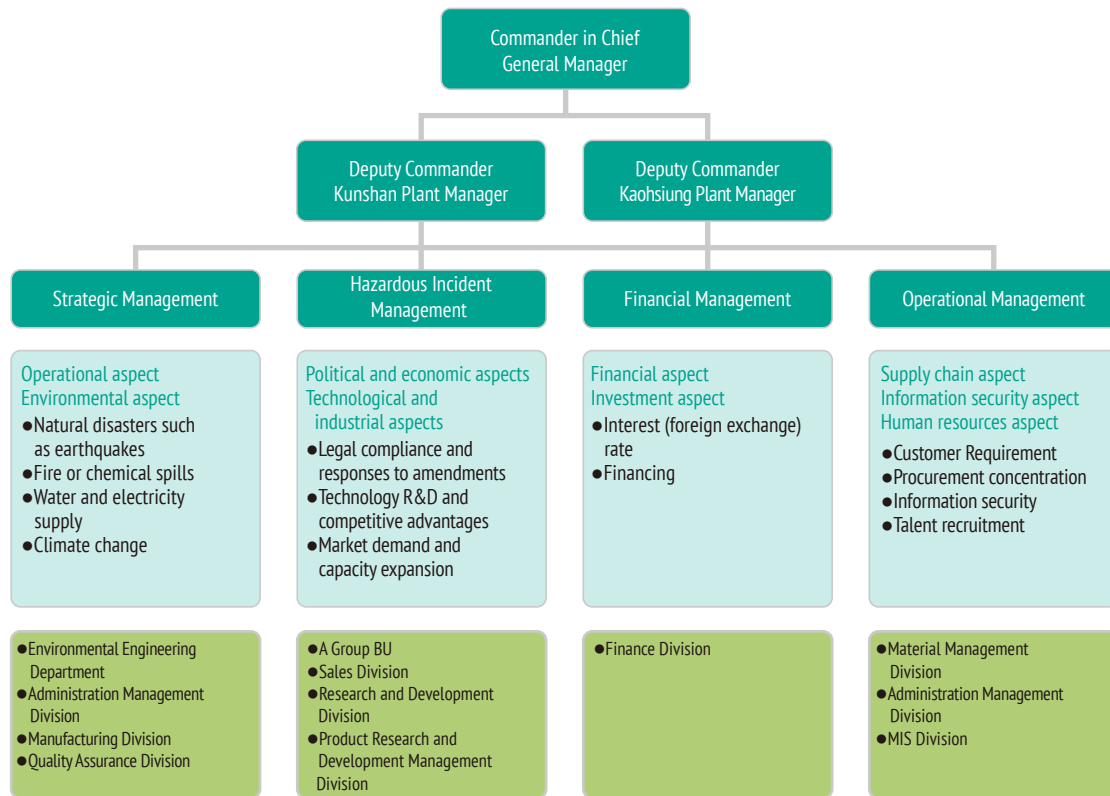 Commander in Chief
General Manager
Deputy Commander
Kunshan Plant Manager
Deputy Commander
Kaohsiung Plant Manager
Strategic Management
Hazardous Incident
Management
Financial Management
Operational Management
Operational aspect
Environmental aspect
●Natural disasters such
as earthquakes
●Fire or chemical spills
●Water and electricity
supply
●Climate change
Political and economic aspects
Technological and
industrial aspects
●Legal compliance and
responses to amendments
●Technology R&D and
competitive advantages
●Market demand and
capacity expansion
Financial aspect
Investment aspect
●Interest (foreign exchange)
rate
●Financing
Supply chain aspect
Information security aspect
Human resources aspect
●Customer Requirement
●Procurement concentration
●Information security
●Talent recruitment
●Environmental Engineering
Department
●Administration Management
Division
●Manufacturing Division
●Quality Assurance Division
●A Group BU
●Sales Division
●Research and Development
Division
●Product Research and
Development Management
Division
●Finance Division
●Material Management
Division
●Administration Management
Division
●MIS Division